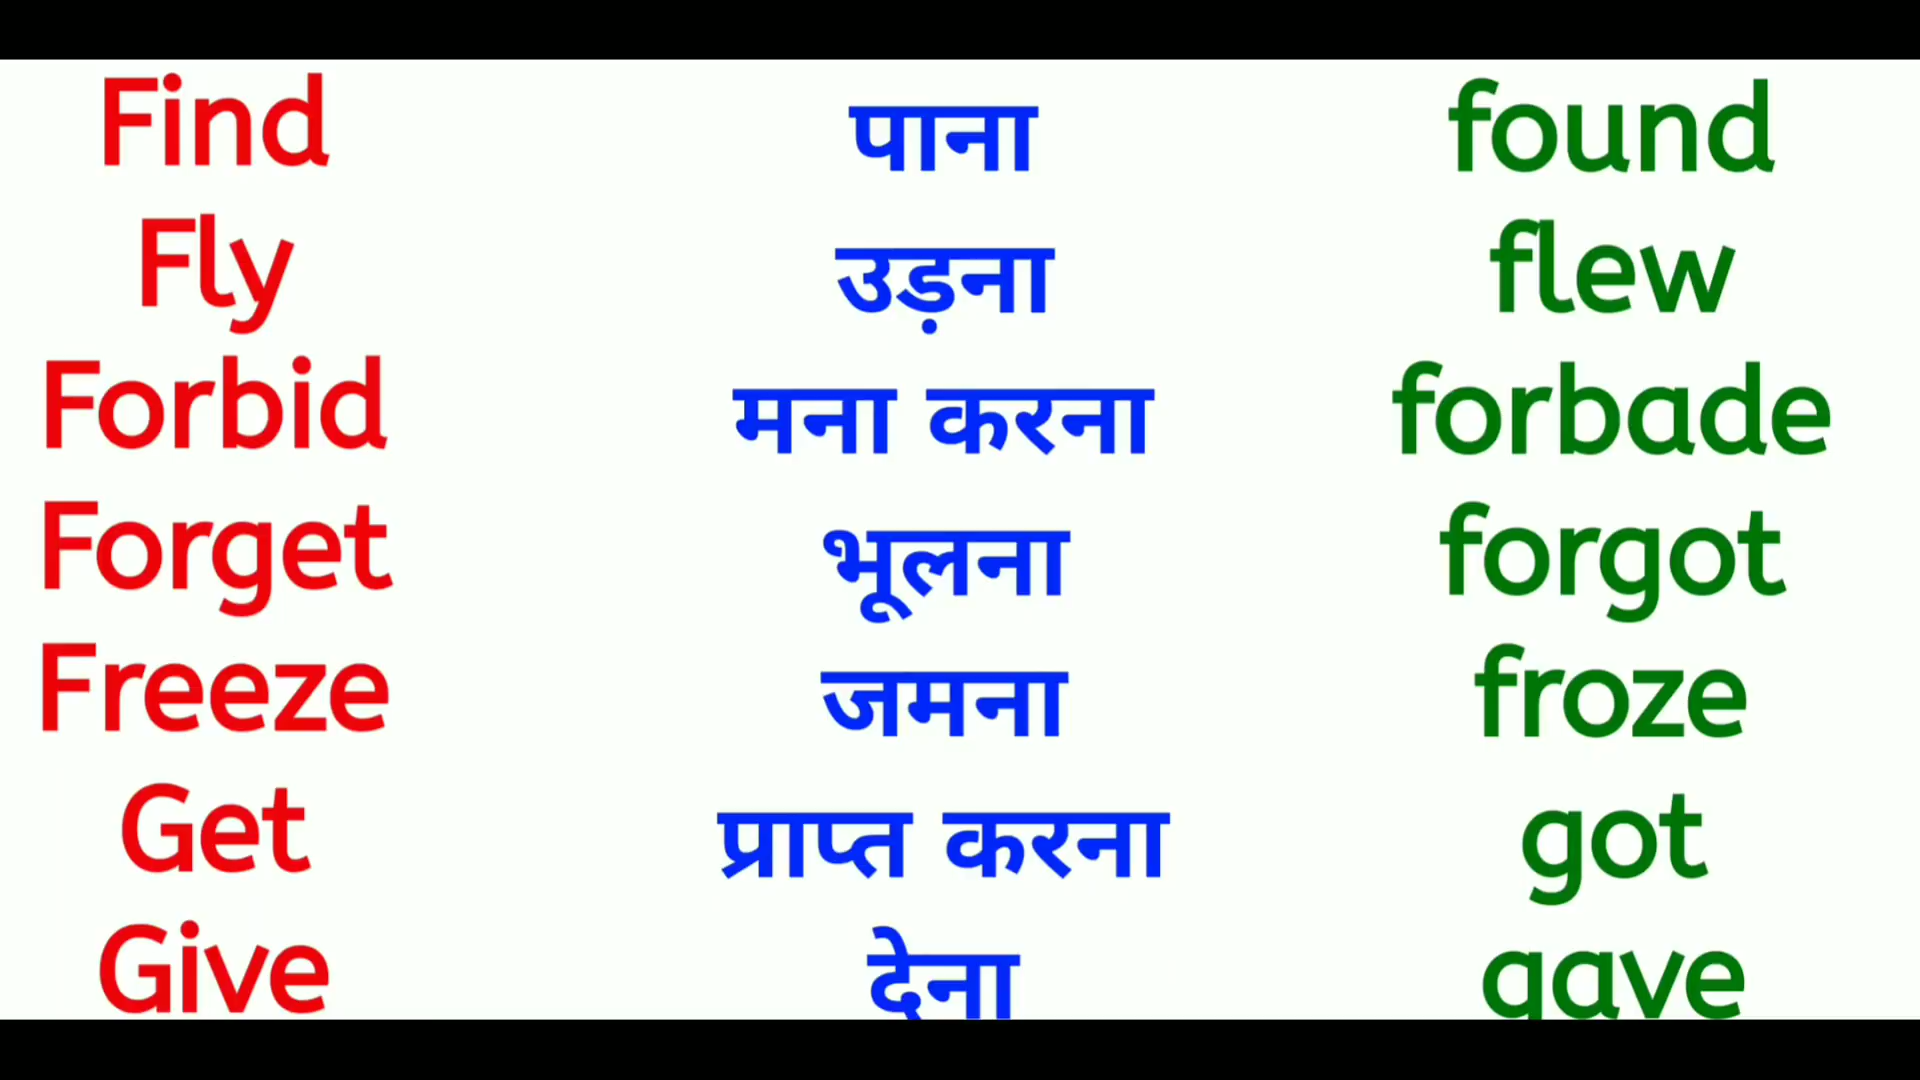 Find पाना found
Fly उड़ना flew
Forbid मना करना forbade
Forget भूलना forgot
Freeze जमना froze
Get प्राप्त करना got
Give देना gave